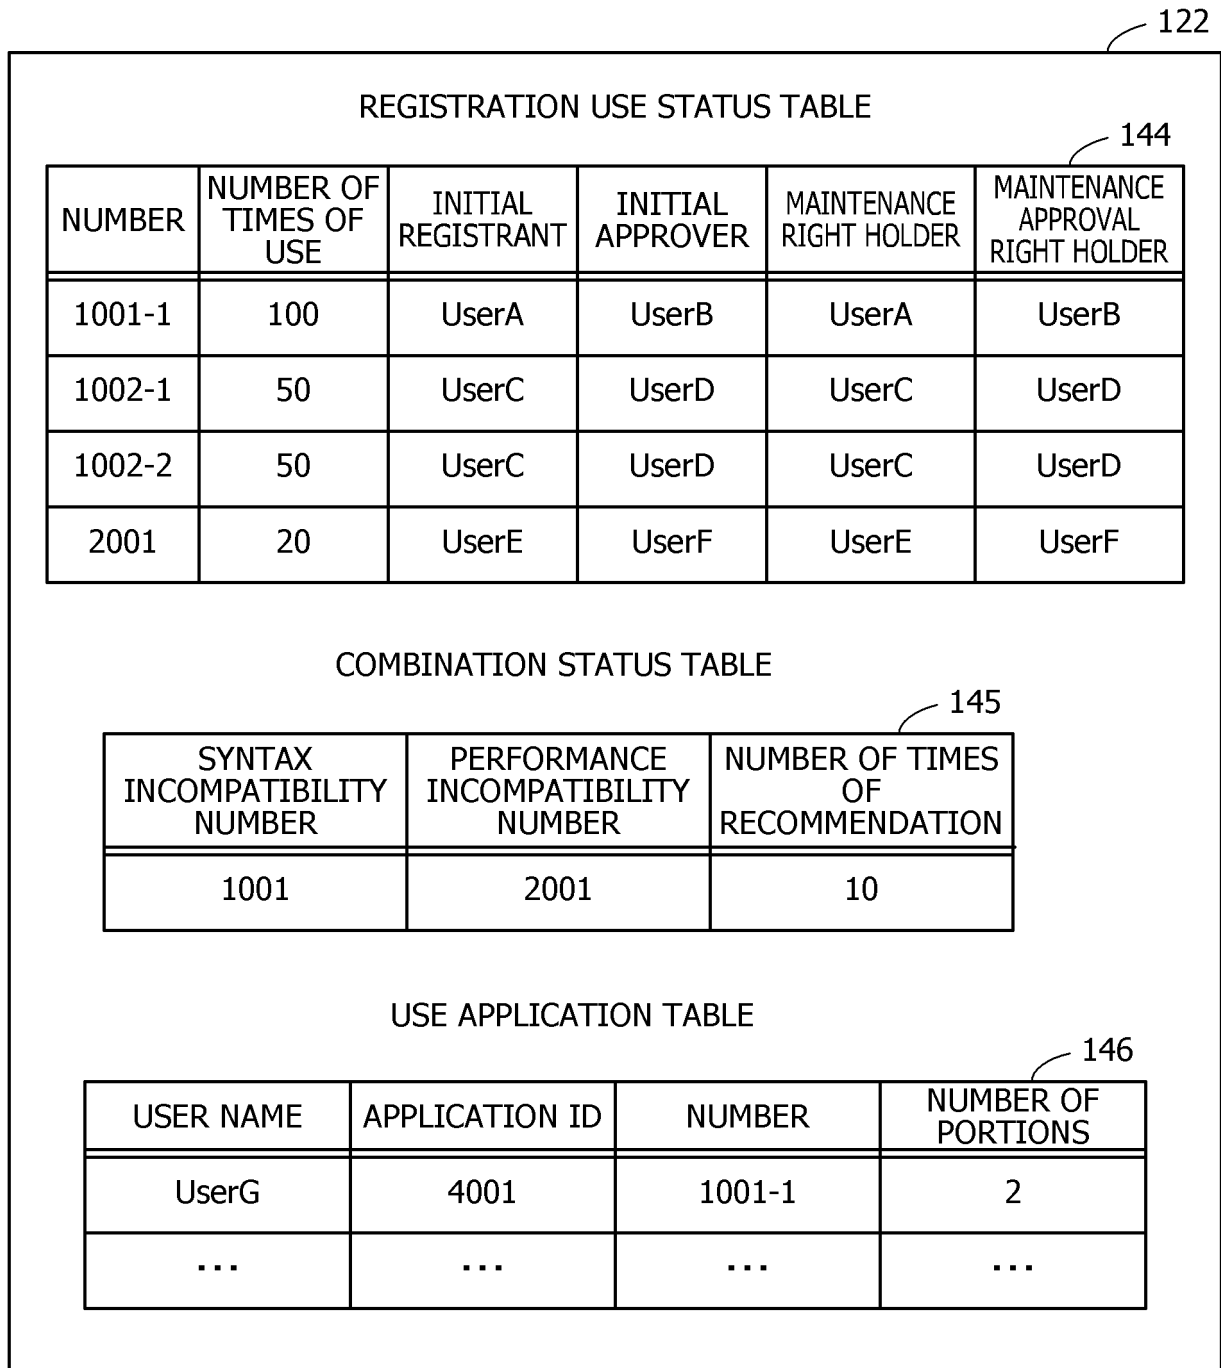 122
REGISTRATION USE STATUS TABLE
144
NUMBER
NUMBER OF
TIMES OF
USE
INITIAL
REGISTRANT
INITIAL
APPROVER
MAINTENANCE
RIGHT HOLDER
MAINTENANCE
APPROVAL
RIGHT HOLDER
1001-1 100 UserA UserB UserA UserB
1002-1 50 UserC UserD UserC UserD
1002-2 50 UserC UserD UserC UserD
2001 20 UserE UserF UserE UserF
COMBINATION STATUS TABLE
145
SYNTAX
INCOMPATIBILITY
NUMBER
PERFORMANCE
INCOMPATIBILITY
NUMBER
NUMBER OF TIMES
OF
RECOMMENDATION
1001 2001 10
USE APPLICATION TABLE
146
USER NAME
APPLICATION ID
NUMBER
NUMBER OF
PORTIONS
UserG 4001 1001-1 2
... ... ... ...